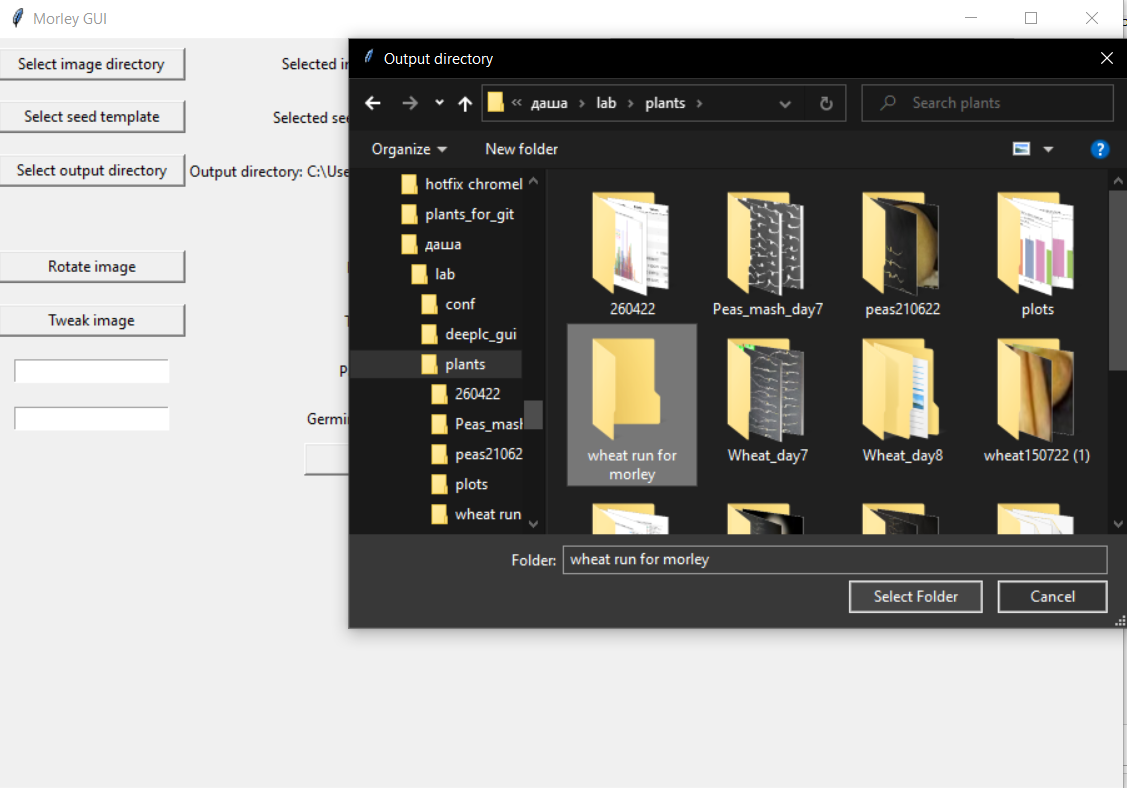 Morley GUI
Select image directory
Selected i
Select seed template
Selected see
Select output directory
Output directory: C:\Use
Rotate image
Tweak image
P
Germi
Output directory
« даша › lab › plants ›
Search plants
Organize
New folder
?
hotfix chromel
plants_for_git
даша
lab
conf
deeplc_gui
plants
260422
Peas_mash
peas21062
plots
wheat run
260422
Peas_mash_day7
peas210622
plots
wheat run for
morley
Wheat_day7
Wheat_day8
wheat150722 (1)
Folder:
wheat run for morley
Select Folder
Cancel